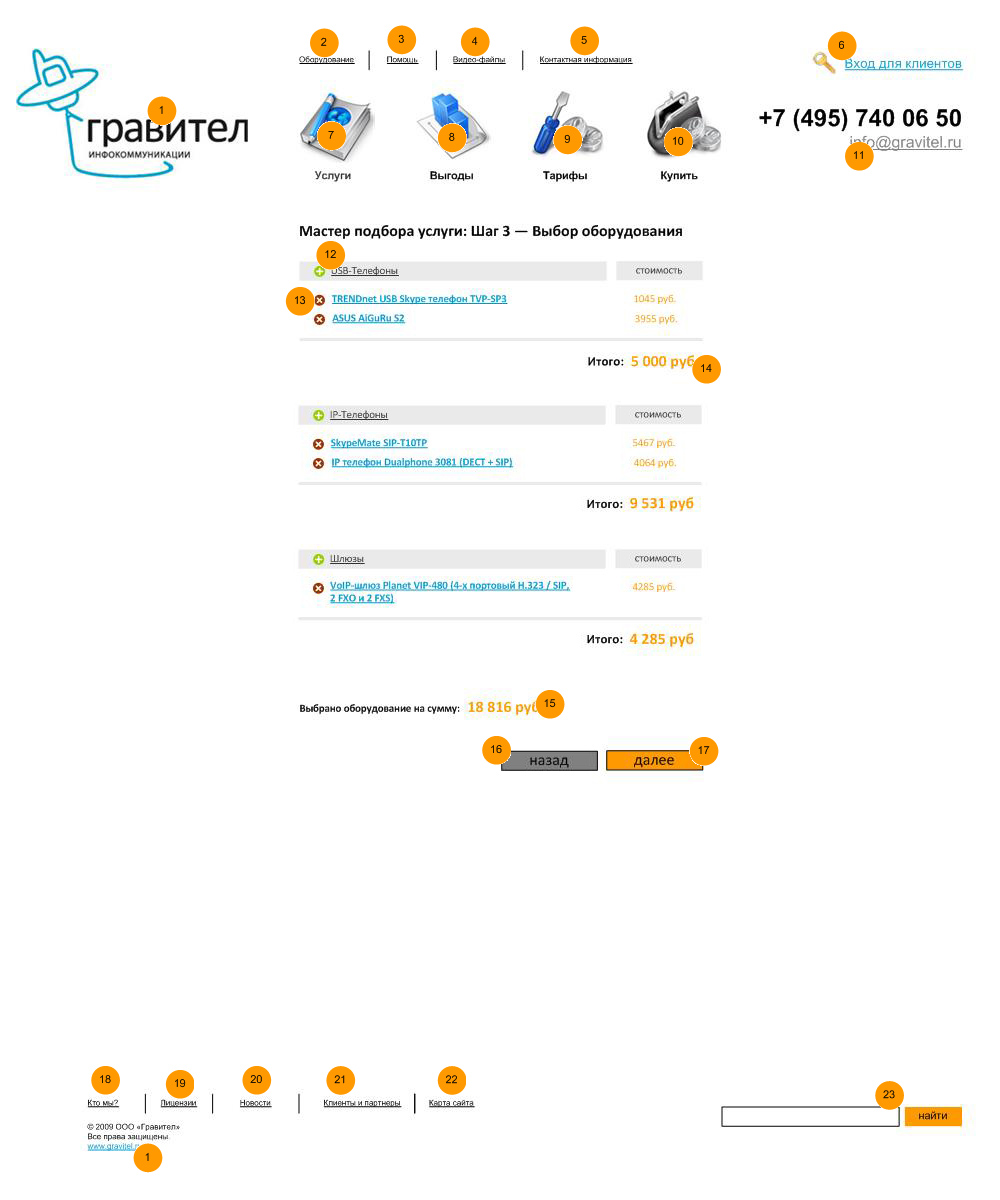 2
3
4
5
6
Оборудование
Помощь
Видео-файлы
Контактная информация
Вход для клиентов
1
гравител
ИНФОКОММУНИКАЦИИ
7
8
9
10
+7 (495) 740 06 50
info@gravitel.ru
11
Услуги
Выгоды
Тарифы
Купить
Мастер подбора услуги: Шаг 3 — Выбор оборудования
12
USB-Телефоны
стоимость
13
TRENDnet USB Skype телефон TVP-SP3
1045 руб.
ASUS AiGuRu S2
3955 руб.
Итого: 5 000 руб
14
IP-Телефоны
стоимость
SkypeMate SIP-T10TP
5467 руб.
IP телефон Dualphone 3081 (DECT + SIP)
4064 руб.
Итого: 9 531 руб
Шлюзы
стоимость
VoIP-шлюз Planet VIP-480 (4-х портовый H.323 / SIP,
2 FXO и 2 FXS)
4285 руб.
Итого: 4 285 руб
Выбрано оборудование на сумму: 18 816 руб
15
16
17
назад
далее
18
19
20
21
22
23
Кто мы?
Лицензии
Новости
Клиенты и партнеры
Карта сайта
найти
© 2009 ООО «Гравител»
Все права защищены.
www.gravitel.ru
1